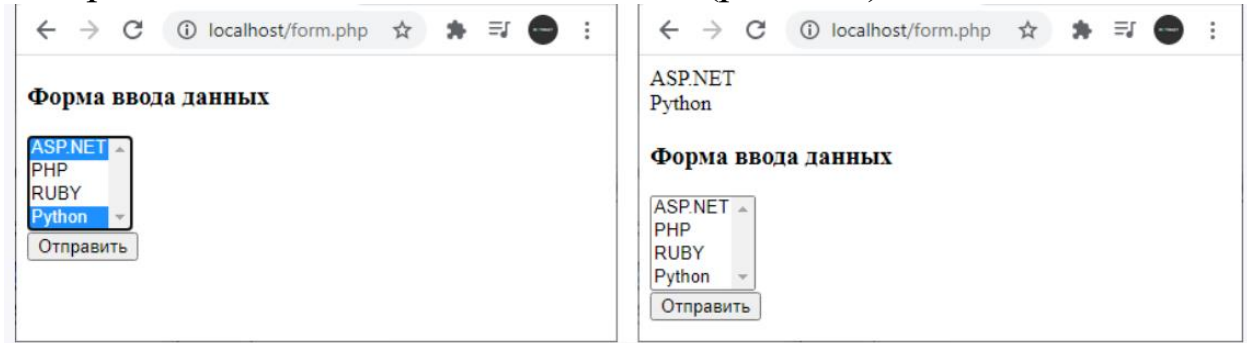 localhost/form.php
Форма ввода данных
ASP.NET
PHP
RUBY
Python
Отправить
localhost/form.php
ASP.NET
Python
Форма ввода данных
ASP.NET
PHP
RUBY
Python
Отправить